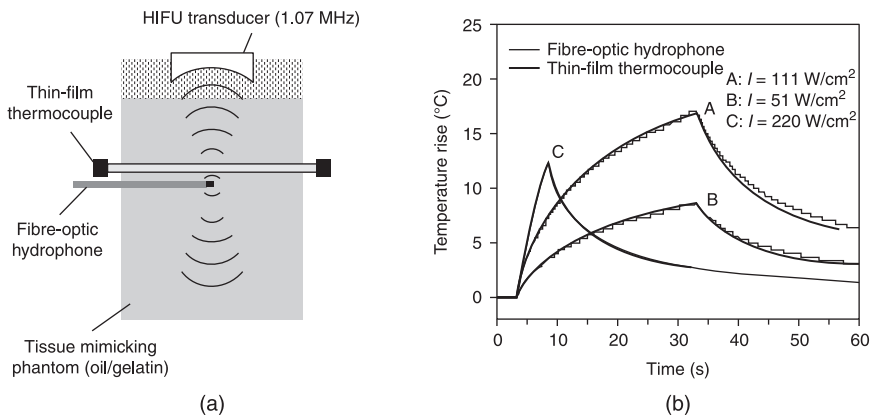 HIFU transducer (1.07 MHz)
Thin-film
thermocouple
Fibre-optic
hydrophone
Tissue mimicking
phantom (oil/gelatin)
(a)
Fibre-optic hydrophone
Thin-film thermocouple
A: I = 111 W/cm²
B: I = 51 W/cm²
C: I = 220 W/cm²
A
C
B
Temperature rise (°C)
25
20
15
10
5
0
0 10 20 30 40 50 60
Time (s)
(b)